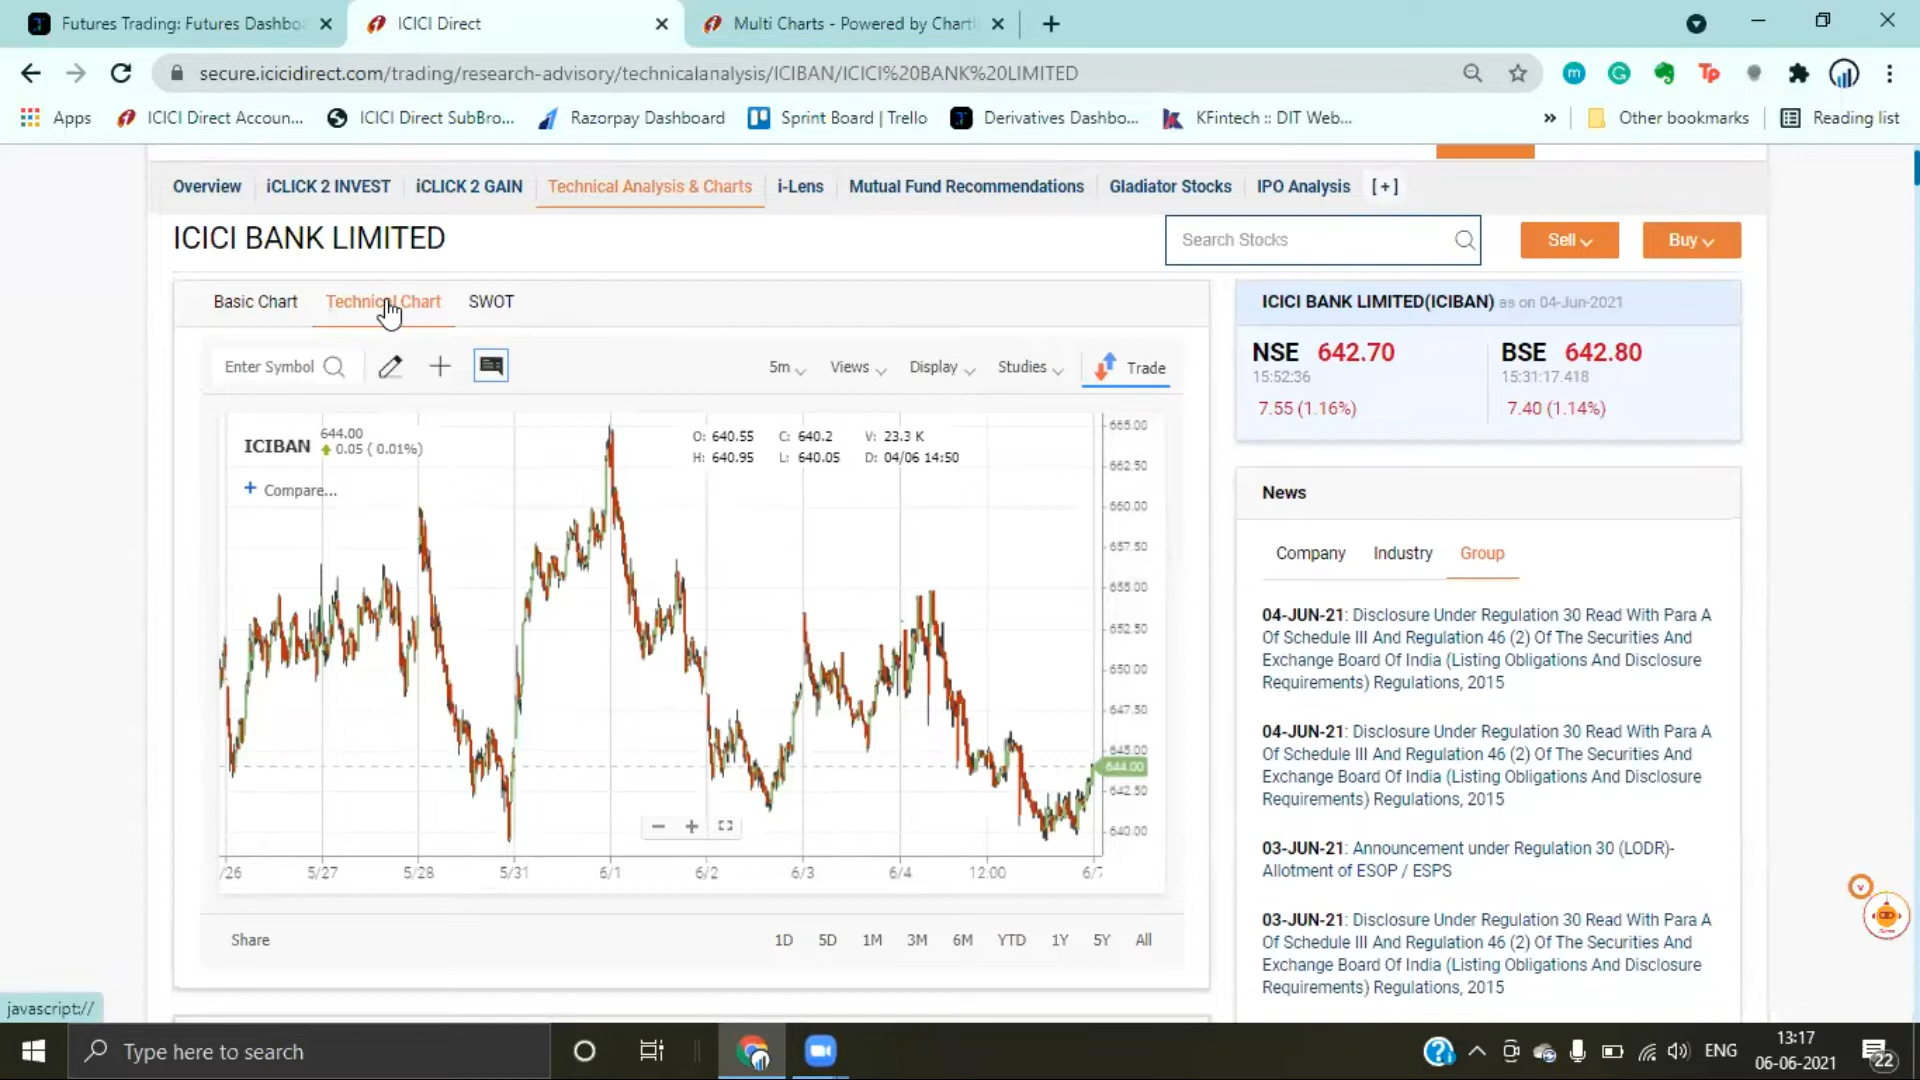 Futures Trading: Futures Dashbo
ICICI Direct
Multi Charts - Powered by Charti
secure.icicidirect.com/trading/research-advisory/technicalanalysis/ICIBAN/ICICI%20BANK%20LIMITED
Apps
ICICI Direct Accoun...
ICICI Direct SubBro...
Razorpay Dashboard
Sprint Board | Trello
Derivatives Dashbo...
KFintech :: DIT Web...
»
Other bookmarks
Reading list
Overview
iCLICK 2 INVEST
iCLICK 2 GAIN
Technical Analysis & Charts
i-Lens
Mutual Fund Recommendations
Gladiator Stocks
IPO Analysis
[+]
ICICI BANK LIMITED
Search Stocks
Sell
Buy
Basic Chart
Technical Chart
SWOT
Enter Symbol
5m
Views
Display
Studies
Trade
ICIBAN
644.00
0.05 ( 0.01%)
+ Compare...
O: 640.55 C: 640.2 V: 23.3 K
H: 640.95 L: 640.05 D: 04/06 14:50
665.00
662.50
660.00
657.50
655.00
652.50
650.00
647.50
645.00
644.00
642.50
640.00
/26 5/27 5/28 5/31 6/1 6/2 6/3 6/4 12:00 6/7
Share
1D 5D 1M 3M 6M YTD 1Y 5Y All
ICICI BANK LIMITED(ICIBAN) as on 04-Jun-2021
NSE 642.70
15:52:36
7.55 (1.16%)
BSE 642.80
15:31:17.418
7.40 (1.14%)
News
Company
Industry
Group
04-JUN-21: Disclosure Under Regulation 30 Read With Para A
Of Schedule III And Regulation 46 (2) Of The Securities And
Exchange Board Of India (Listing Obligations And Disclosure
Requirements) Regulations, 2015
04-JUN-21: Disclosure Under Regulation 30 Read With Para A
Of Schedule III And Regulation 46 (2) Of The Securities And
Exchange Board Of India (Listing Obligations And Disclosure
Requirements) Regulations, 2015
03-JUN-21: Announcement under Regulation 30 (LODR)-
Allotment of ESOP / ESPS
03-JUN-21: Disclosure Under Regulation 30 Read With Para A
Of Schedule III And Regulation 46 (2) Of The Securities And
Exchange Board Of India (Listing Obligations And Disclosure
Requirements) Regulations, 2015
javascript://
Type here to search
ENG
13:17
06-06-2021
22